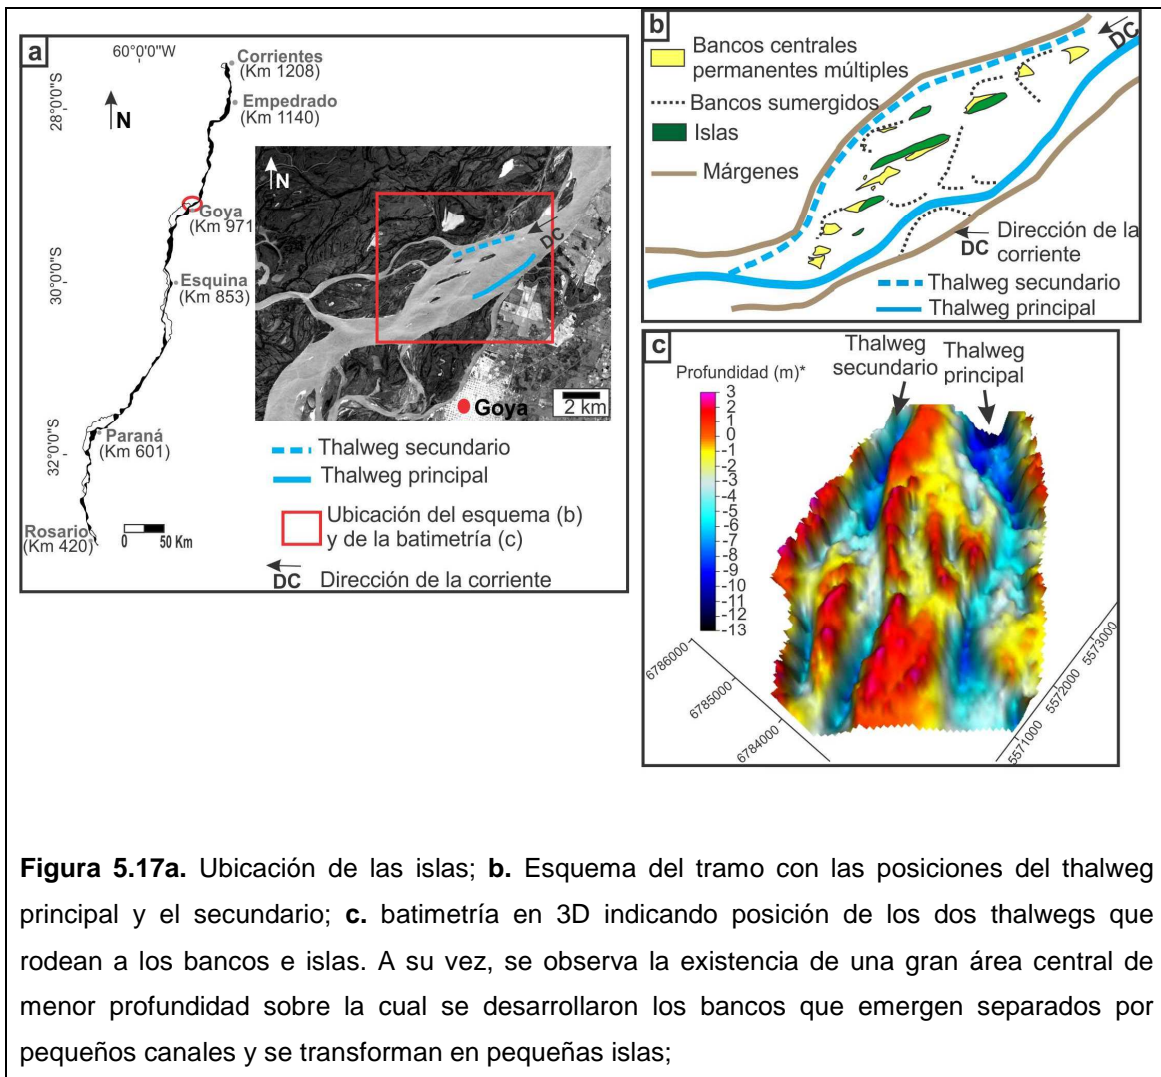 a
60°0'0"W
28°0'0"S
30°0'0"S
32°0'0"S
N
Corrientes
(Km 1208)
Empedrado
(Km 1140)
Goya
(Km 971)
Esquina
(Km 853)
Paraná
(Km 601)
Rosario
(Km 420)
0 50 Km
N
DC
Goya
2 km
Thalweg secundario
Thalweg principal
Ubicación del esquema (b)
y de la batimetría (c)
DC Dirección de la corriente
b
DC
Bancos centrales
permanentes múltiples
Bancos sumergidos
Islas
Márgenes
Dirección de la
DC corriente
Thalweg secundario
Thalweg principal
c
Thalweg
secundario
Thalweg
principal
Profundidad (m)*
3
2
1
0
-1
-2
-3
-4
-5
-6
-7
-8
-9
-10
-11
-12
-13
6786000
6785000
6784000
5573000
5572000
5571000
Figura 5.17a. Ubicación de las islas; b. Esquema del tramo con las posiciones del thalweg
principal y el secundario; c. batimetría en 3D indicando posición de los dos thalwegs que
rodean a los bancos e islas. A su vez, se observa la existencia de una gran área central de
menor profundidad sobre la cual se desarrollaron los bancos que emergen separados por
pequeños canales y se transforman en pequeñas islas;